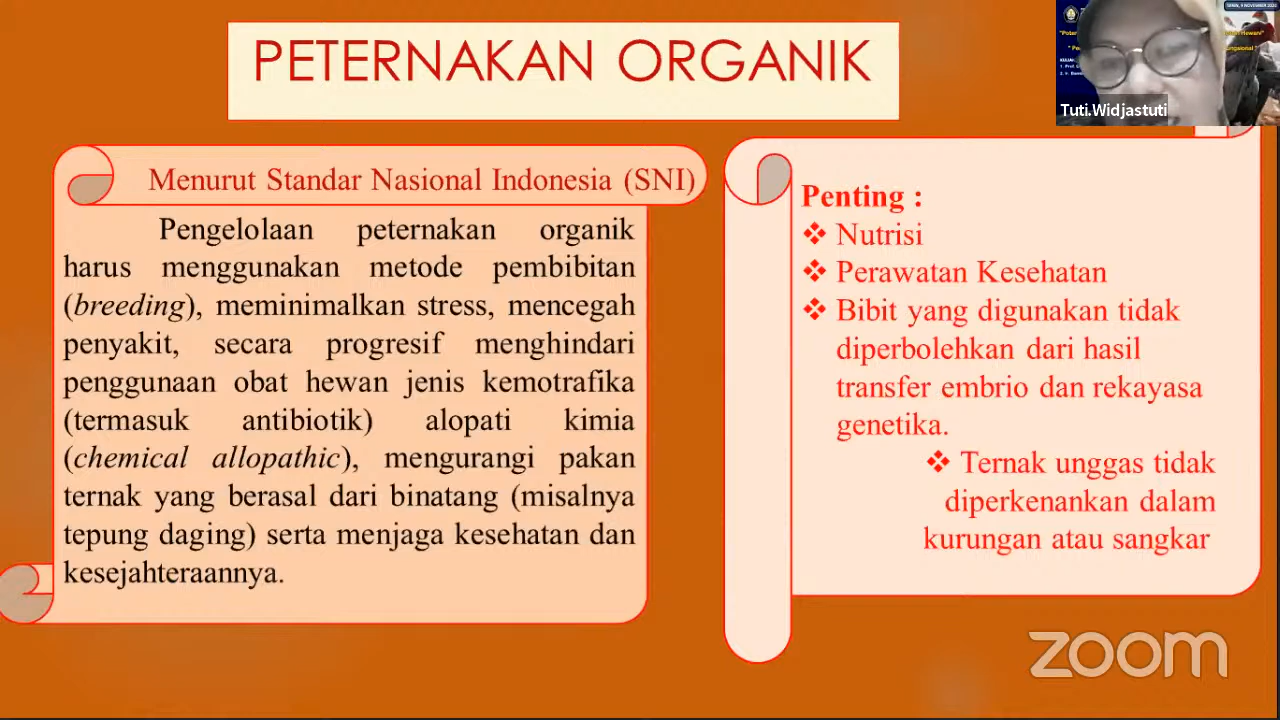 PETERNAKAN ORGANIK
Menurut Standar Nasional Indonesia (SNI)
Pengelolaan peternakan organik
harus menggunakan metode pembibitan
(breeding), meminimalkan stress, mencegah
penyakit, secara progresif menghindari
penggunaan obat hewan jenis kemotrafika
(termasuk antibiotik) alopati kimia
(chemical allopathic), mengurangi pakan
ternak yang berasal dari binatang (misalnya
tepung daging) serta menjaga kesehatan dan
kesejahteraannya.
Penting :
❖ Nutrisi
❖ Perawatan Kesehatan
❖ Bibit yang digunakan tidak
diperbolehkan dari hasil
transfer embrio dan rekayasa
genetika.
❖ Ternak unggas tidak
diperkenankan dalam
kurungan atau sangkar
Tuti.Widjastuti
zoom